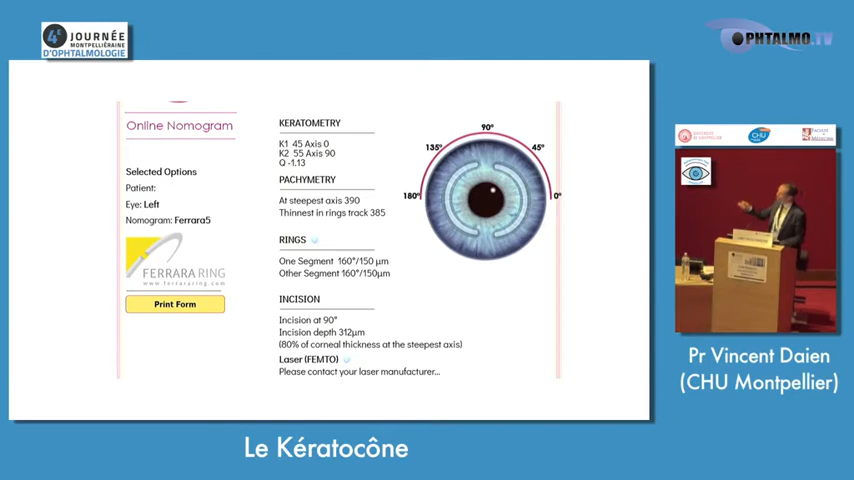 4E JOURNÉE
MONTPELLIÉRAINE
D'OPHTALMOLOGIE
OPHTALMO.TV
Online Nomogram
Selected Options
Patient:
Eye: Left
Nomogram: Ferrara5
FERRARA RING
www.ferrararing.com
Print Form
KERATOMETRY
K1 45 Axis 0
K2 55 Axis 90
Q -1.13
PACHYMETRY
At steepest axis 390
Thinnest in rings track 385
RINGS
One Segment 160°/150 µm
Other Segment 160°/150µm
INCISION
Incision at 90°
Incision depth 312µm
(80% of corneal thickness at the steepest axis)
Laser (FEMTO)
Please contact your laser manufacturer...
90°
135°
45°
180°
0°
CHU
Pr Vincent Daien
(CHU Montpellier)
Le Kératocône